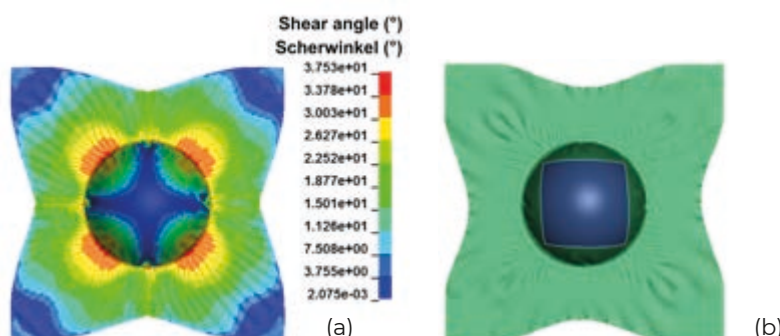 Shear angle (°)
Scherwinkel (°)
3.753e+01
3.378e+01
3.003e+01
2.627e+01
2.252e+01
1.877e+01
1.501e+01
1.126e+01
7.508e+00
3.755e+00
2.075e-03
(a)
(b)